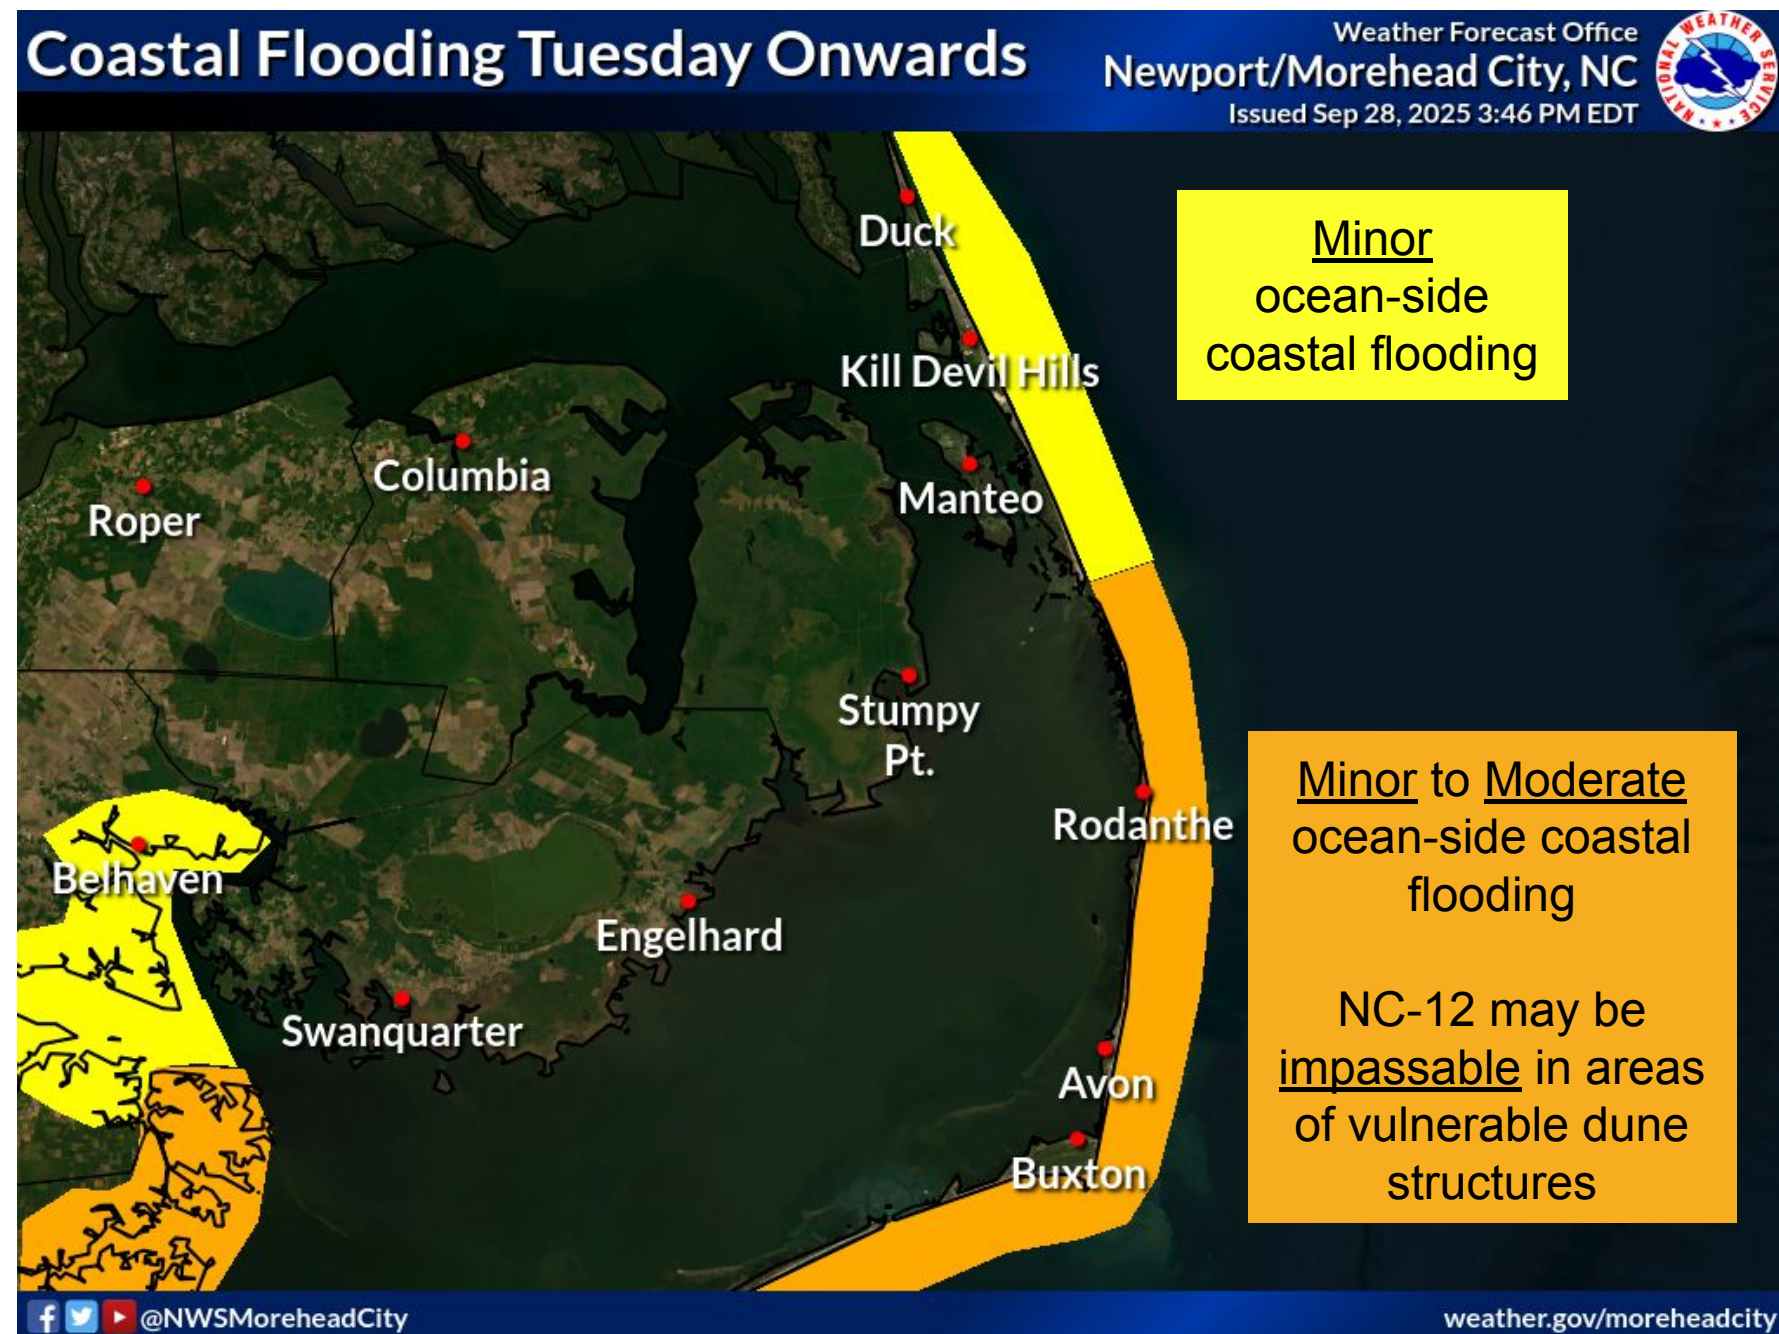 Coastal Flooding Tuesday Onwards
Weather Forecast Office
Newport/Morehead City, NC
Issued Sep 28, 2025 3:46 PM EDT
NATIONAL WEATHER SERVICE
Duck
Minor
ocean-side
coastal flooding
Kill Devil Hills
Columbia
Manteo
Roper
Stumpy
Pt.
Minor to Moderate
ocean-side coastal
flooding
NC-12 may be
impassable in areas
of vulnerable dune
structures
Rodanthe
Belhaven
Engelhard
Swanquarter
Avon
Buxton
@NWSMoreheadCity
weather.gov/moreheadcity